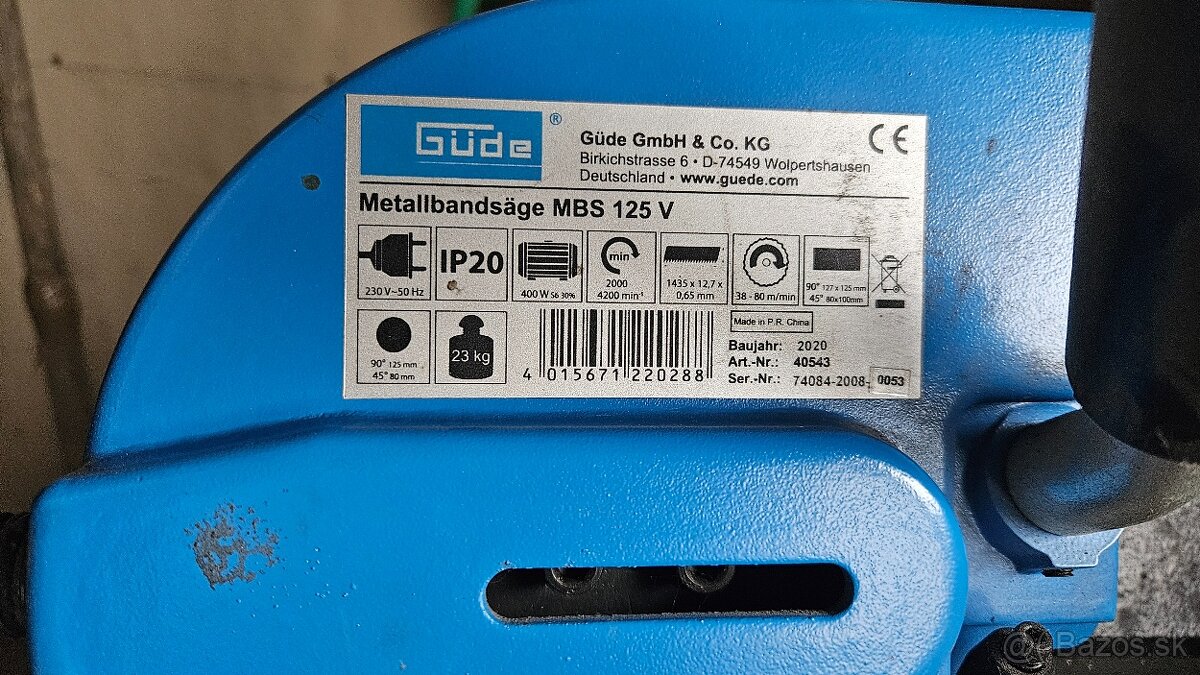 Güde ®
Güde GmbH & Co. KG
Birkichstrasse 6 • D-74549 Wolpertshausen
Deutschland • www.guede.com
CE
Metallbandsäge MBS 125 V
230 V~50 Hz
IP20
400 W S6 30%
min
2000
4200 min⁻¹
1435 x 12,7 x
0,65 mm
38 - 80 m/min
90° 127 x 125 mm
45° 80x100mm
90° 125 mm
45° 80 mm
23 kg
4 015671 220288
Made in P.R. China
Baujahr: 2020
Art.-Nr.: 40543
Ser.-Nr.: 74084-2008- 0053
@ Bazos.sk